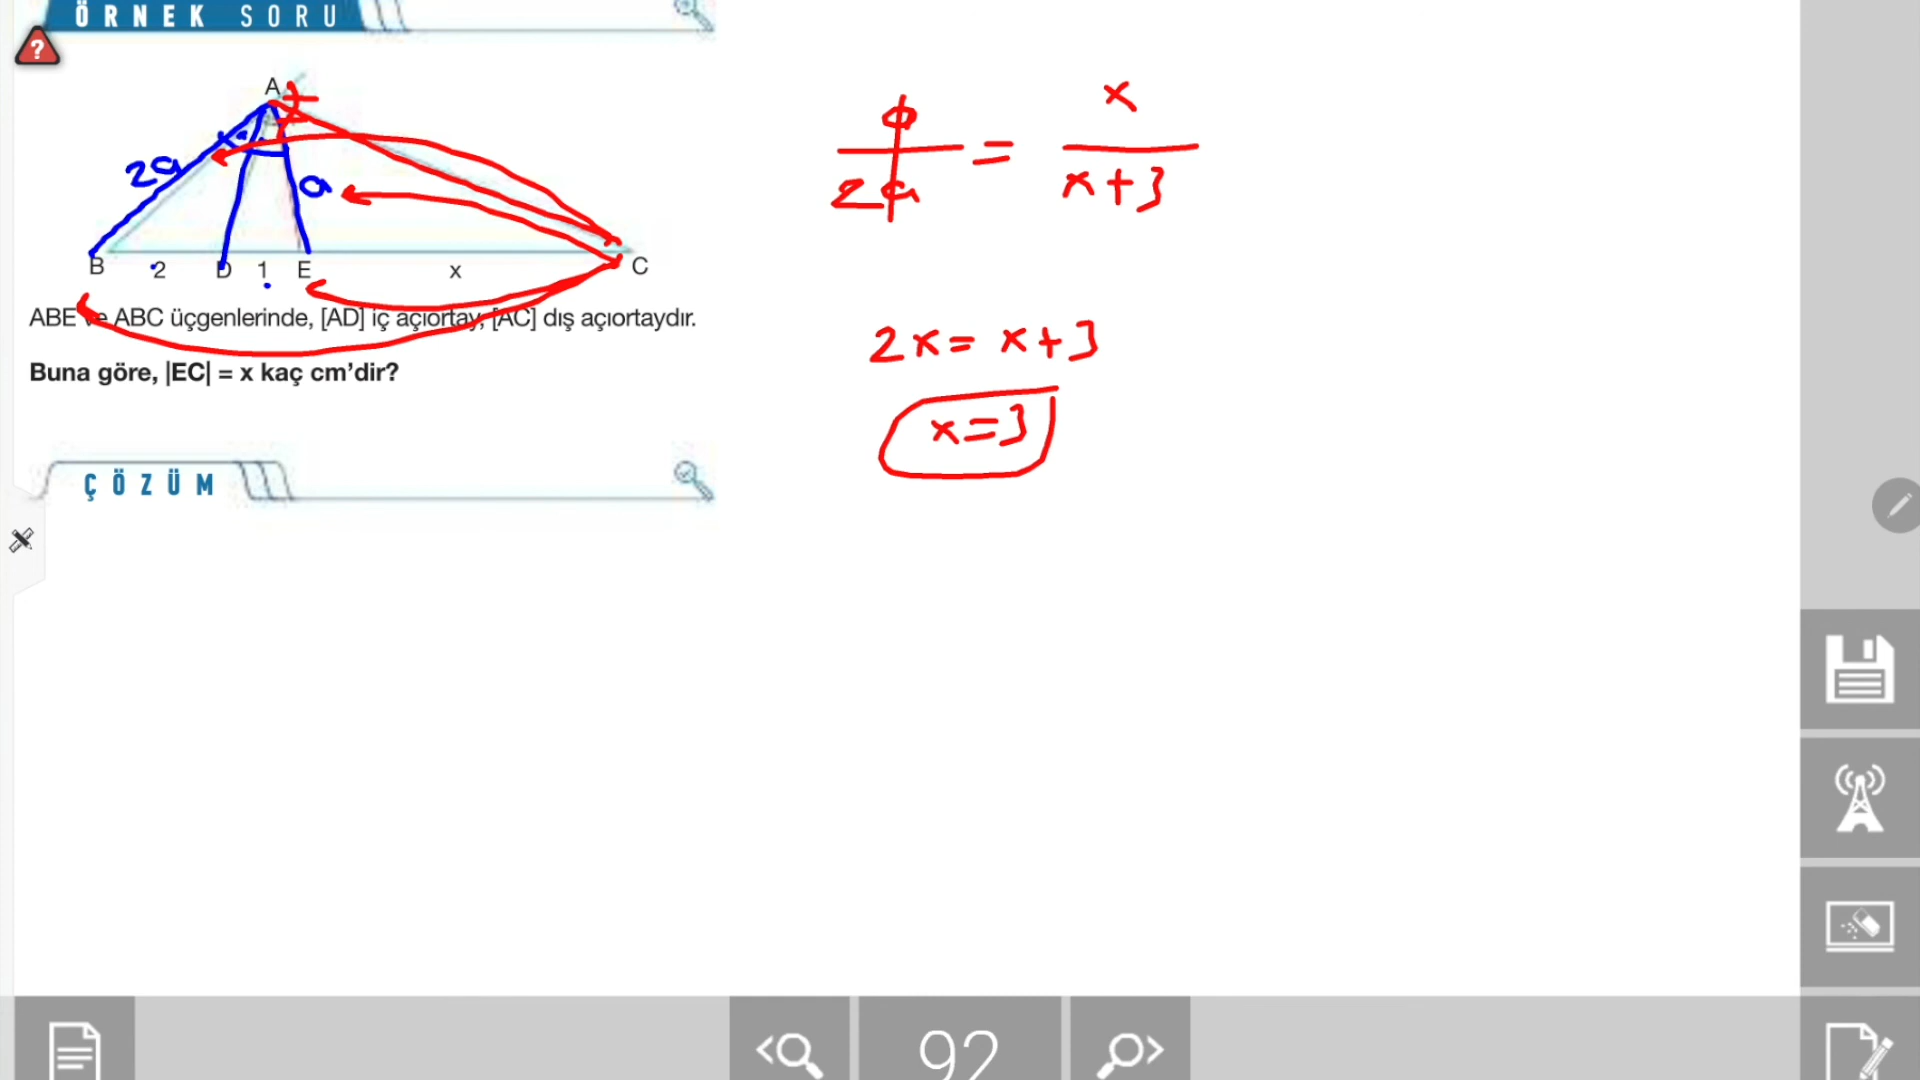 ÖRNEK SORU
?
A
2a
a
B 2 D 1 E x C
ABE ve ABC üçgenlerinde, [AD] iç açıortay, [AC] dış açıortaydır.
Buna göre, |EC| = x kaç cm'dir?
ÇÖZÜM
a/2a = x/x+3
2x = x+3
x=3
92